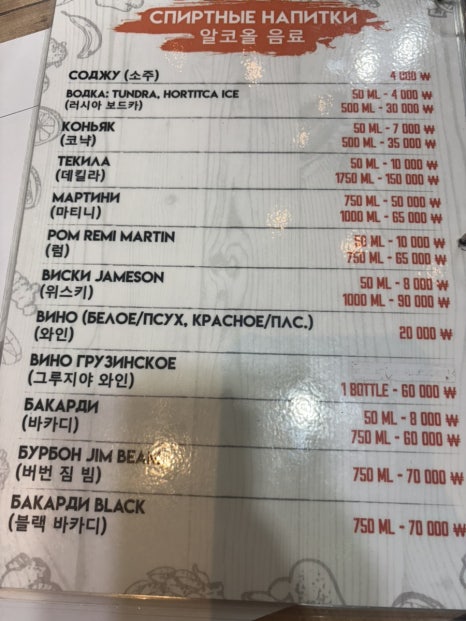 СПИРТНЫЕ НАПИТКИ
알코올 음료
СОДЖУ (소주) 4 000 ₩
ВОДКА: TUNDRA, HORTITCA ICE 50 ML - 4 000 ₩
(러시아 보드카) 500 ML - 30 000 ₩
КОНЬЯК 50 ML - 7 000 ₩
(코냑) 500 ML - 35 000 ₩
ТЕКИЛА 50 ML - 10 000 ₩
(데킬라) 1750 ML - 150 000 ₩
МАРТИНИ 750 ML - 50 000 ₩
(마티니) 1000 ML - 65 000 ₩
РОМ REMI MARTIN 50 ML - 10 000 ₩
(럼) 750 ML - 65 000 ₩
ВИСКИ JAMESON 50 ML - 8 000 ₩
(위스키) 1000 ML - 90 000 ₩
ВИНО (БЕЛОЕ/ПСУХ, КРАСНОЕ/ПЛС.) 20 000 ₩
(와인)
ВИНО ГРУЗИНСКОЕ
(그루지야 와인) 1 BOTTLE - 60 000 ₩
БАКАРДИ 50 ML - 8 000 ₩
(바카디) 750 ML - 60 000 ₩
БУРБОН JIM BEAM 750 ML - 70 000 ₩
(버번 짐 빔)
БАКАРДИ BLACK 750 ML - 70 000 ₩
(블랙 바카디)